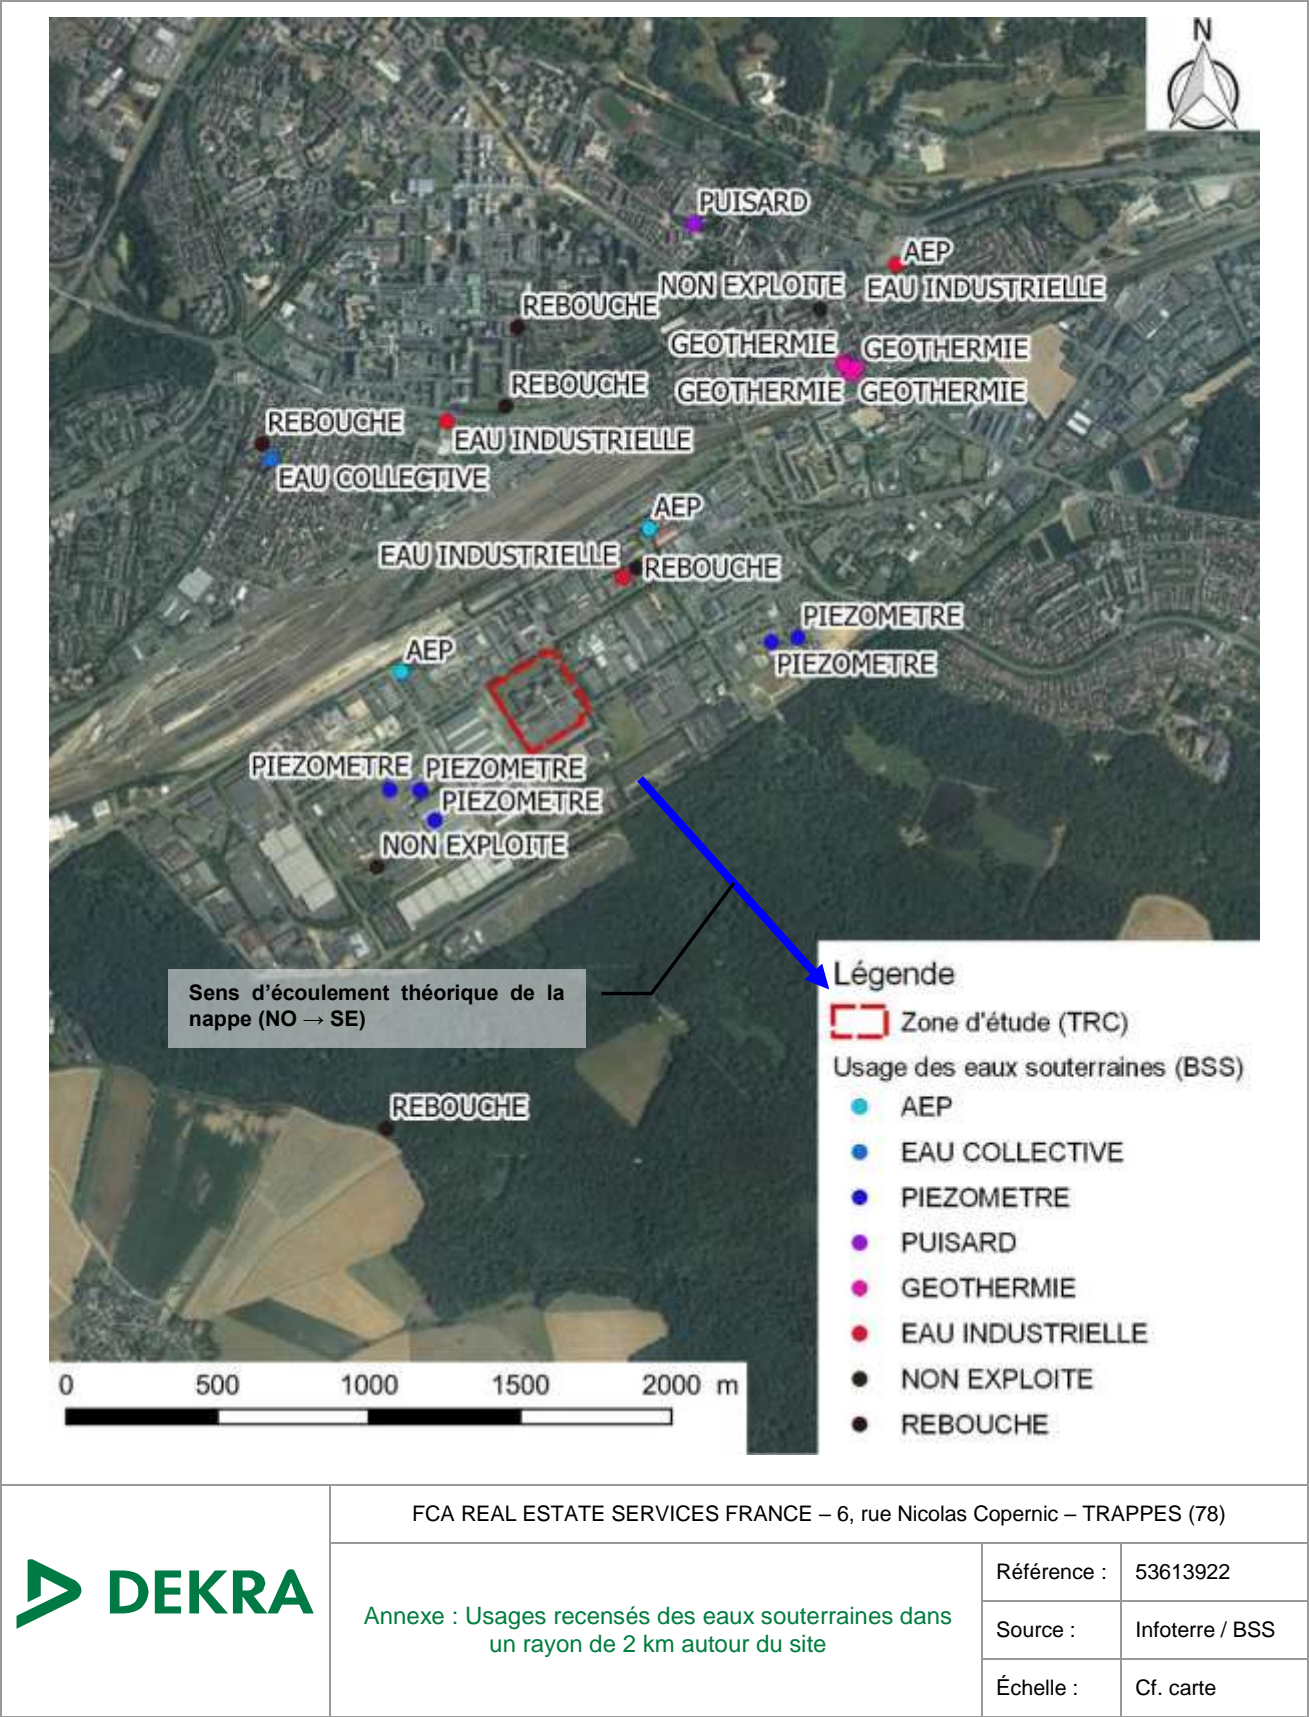 N
PUISARD
AEP
NON EXPLOITE
EAU INDUSTRIELLE
REBOUCHE
GEOTHERMIE
GEOTHERMIE
REBOUCHE
GEOTHERMIE
GEOTHERMIE
REBOUCHE
EAU INDUSTRIELLE
EAU COLLECTIVE
AEP
EAU INDUSTRIELLE
REBOUCHE
PIEZOMETRE
AEP
PIEZOMETRE
PIEZOMETRE
PIEZOMETRE
PIEZOMETRE
NON EXPLOITE
Sens d'écoulement théorique de la
nappe (NO → SE)
REBOUCHE
Légende
Zone d'étude (TRC)
Usage des eaux souterraines (BSS)
AEP
EAU COLLECTIVE
PIEZOMETRE
PUISARD
GEOTHERMIE
EAU INDUSTRIELLE
NON EXPLOITE
REBOUCHE
0 500 1000 1500 2000 m
DEKRA
FCA REAL ESTATE SERVICES FRANCE – 6, rue Nicolas Copernic – TRAPPES (78)
Annexe : Usages recensés des eaux souterraines dans
un rayon de 2 km autour du site
Référence : 53613922
Source : Infoterre / BSS
Échelle : Cf. carte